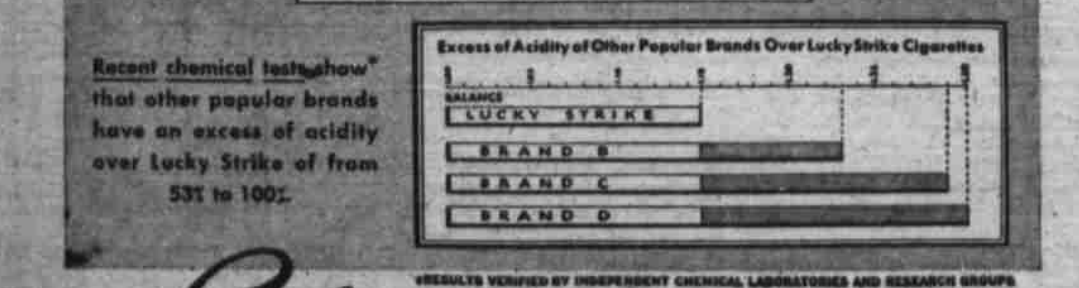 Recent chemical tests show*
that other popular brands
have an excess of acidity
over Lucky Strike of from
53% to 100%.
Excess of Acidity of Other Popular Brands Over Lucky Strike Cigarettes
BALANCE
LUCKY STRIKE
BRAND B
BRAND C
BRAND D
*RESULTS VERIFIED BY INDEPENDENT CHEMICAL LABORATORIES AND RESEARCH GROUPS